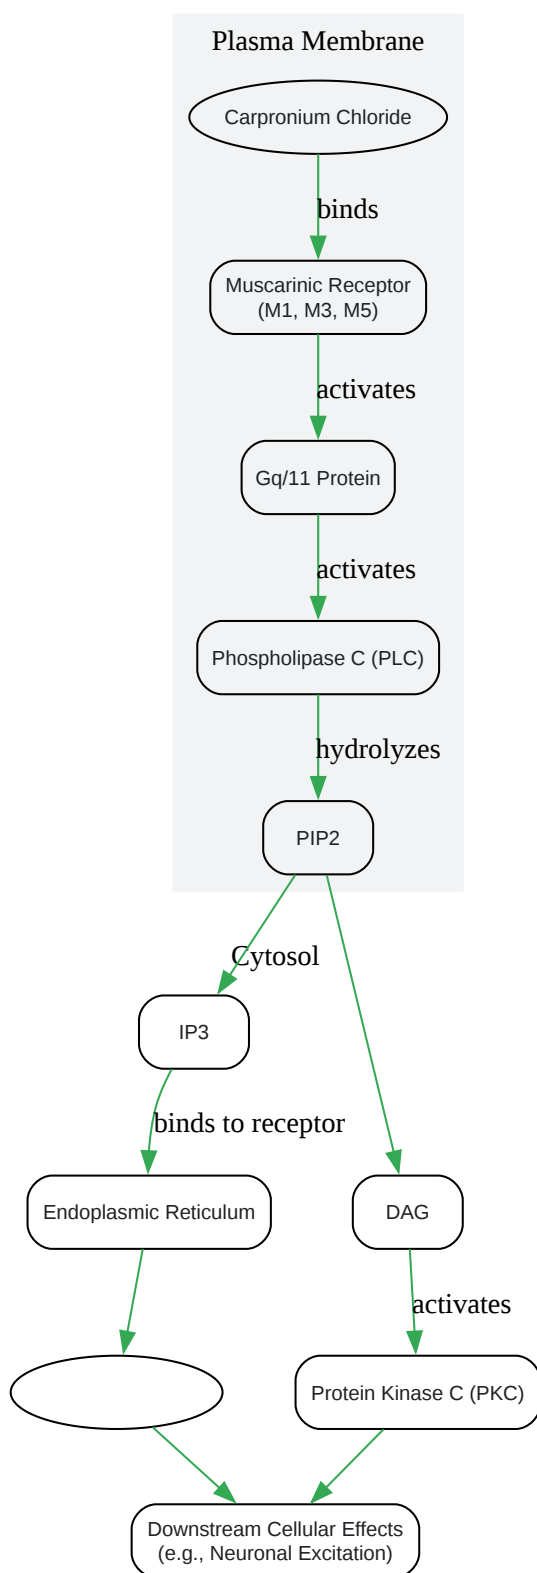 Plasma Membrane
Carpronium Chloride
binds
Muscarinic Receptor
(M1, M3, M5)
activates
Gq/11 Protein
activates
Phospholipase C (PLC)
hydrolyzes
PIP2
Cytosol
IP3
binds to receptor
Endoplasmic Reticulum
DAG
activates
Protein Kinase C (PKC)
Downstream Cellular Effects
(e.g., Neuronal Excitation)